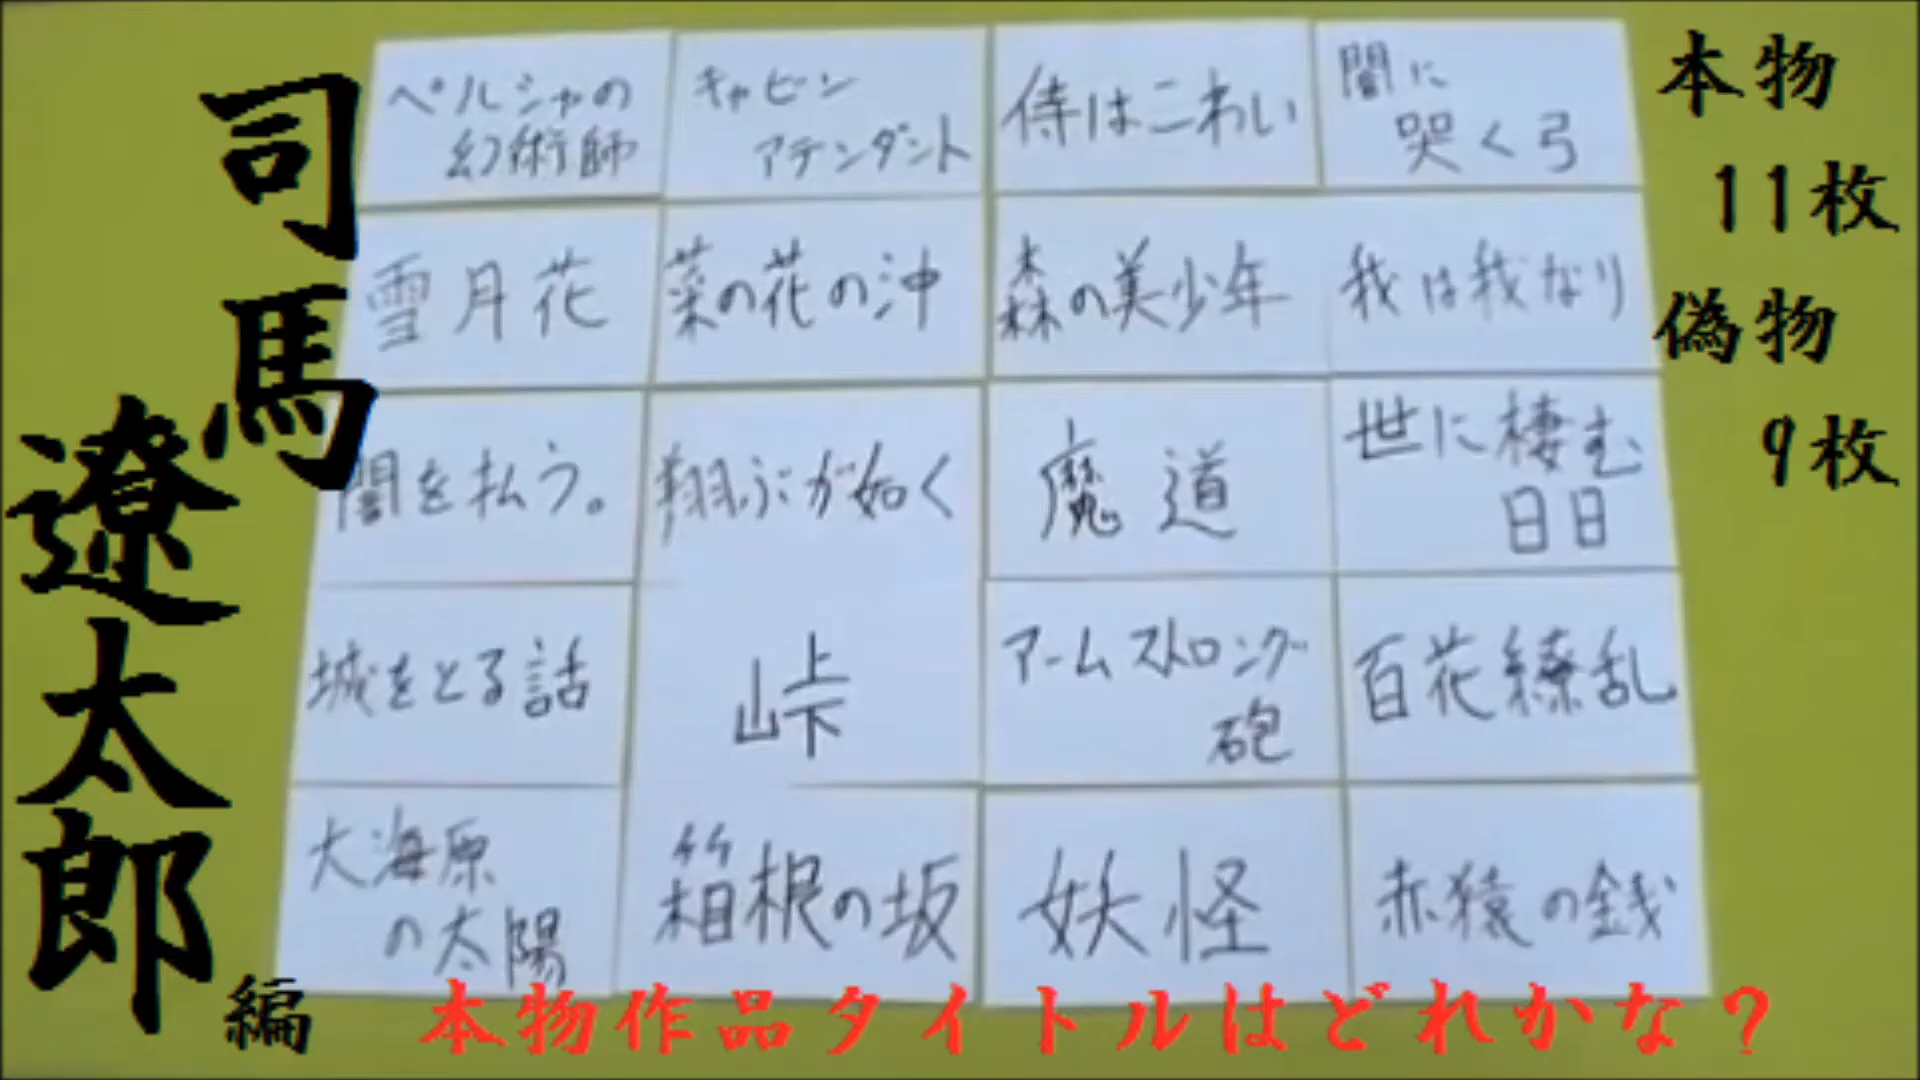 司馬
遼太郎
編
本物
11枚
偽物
9枚
ペルシャの
幻術師
キャビン
アテンダント
侍はこわい
闇に
哭く弓
雪月花
菜の花の沖
森の美少年
我は我なり
闇を払う。
翔ぶが如く
魔道
世に棲む
日日
城をとる話
峠
アームストロング
砲
百花繚乱
大海原
の太陽
箱根の坂
妖怪
赤猿の銭
本物作品タイトルはどれかな？